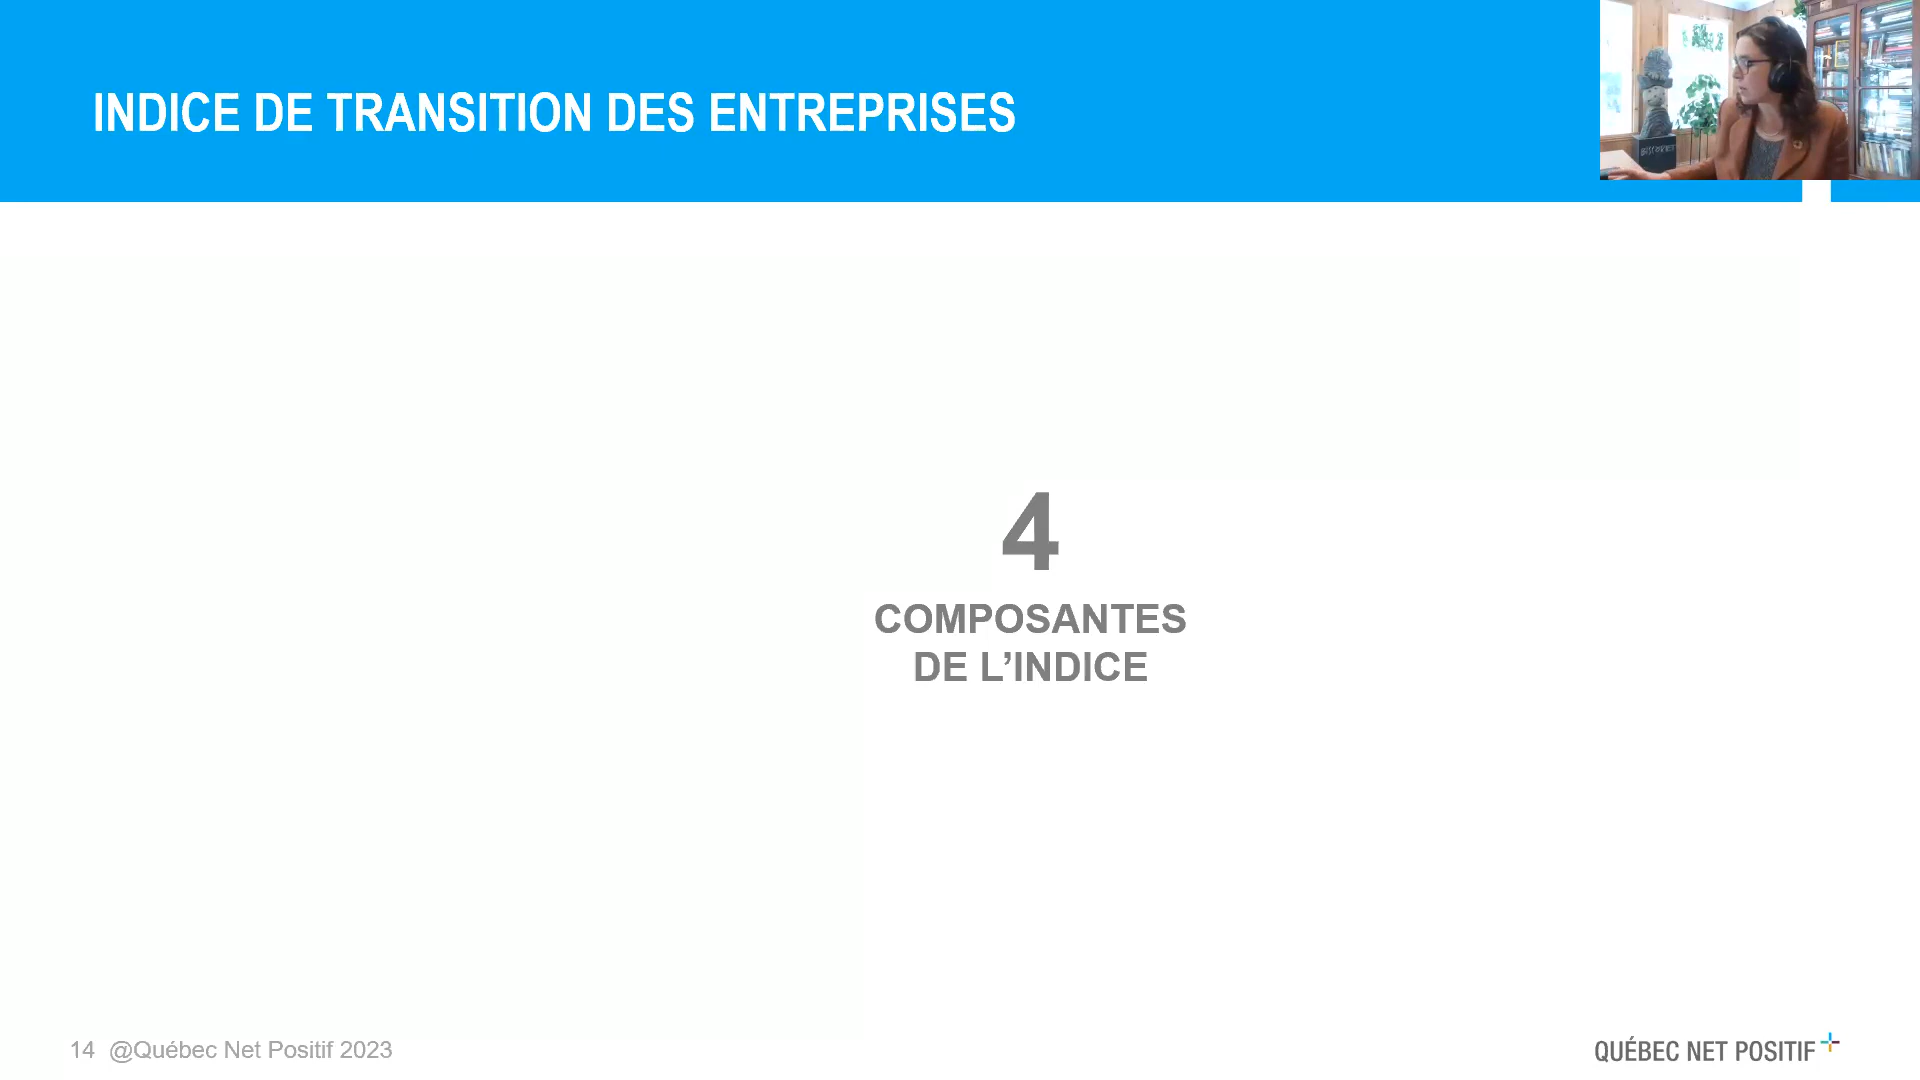 INDICE DE TRANSITION DES ENTREPRISES
4
COMPOSANTES
DE L’INDICE
14 @Québec Net Positif 2023
QUÉBEC NET POSITIF